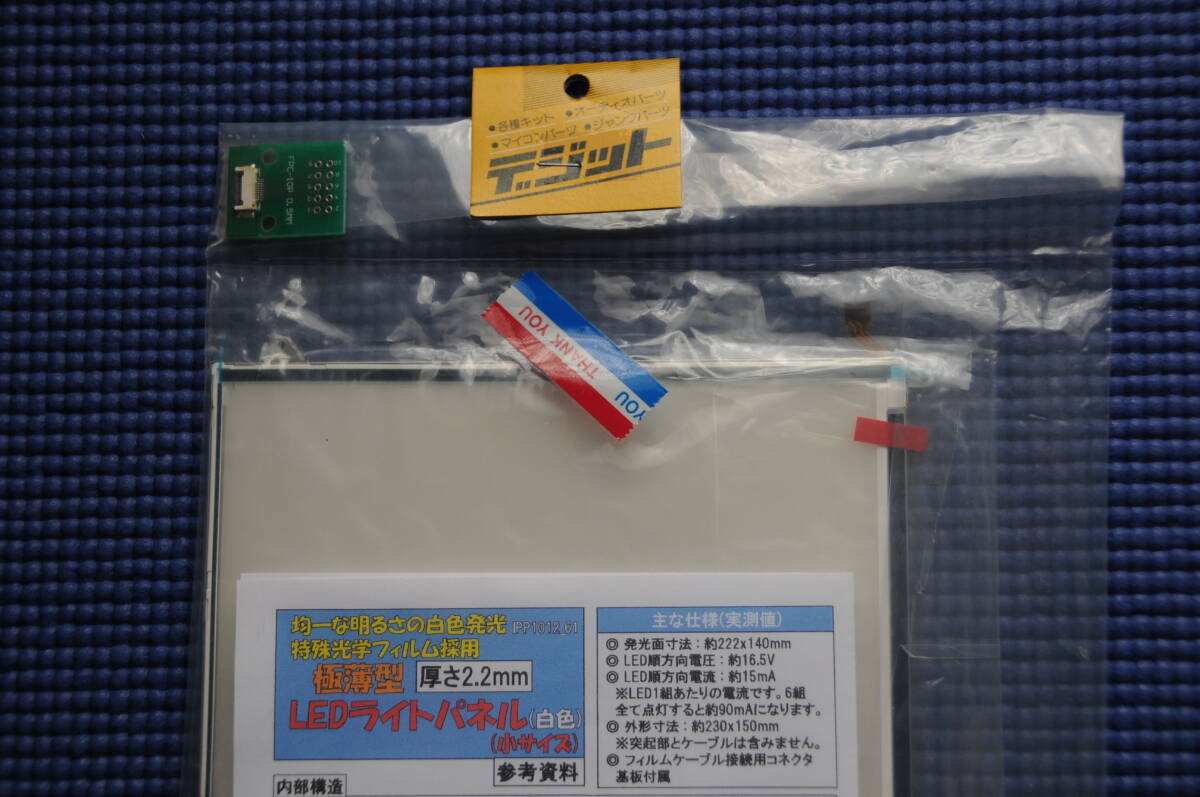 ●各種キット ●オーディオパーツ
●マイコンパーツ ●ジャンクパーツ
デジット
FPC-10P 0.5mm
YOU
THANK YOU
均一な明るさの白色発光
特殊光学フィルム採用
極薄型 厚さ2.2mm
LEDライトパネル(白色)
(小サイズ)
参考資料
内部構造
主な仕様(実測値)
◎ 発光面寸法：約222x140mm
◎ LED順方向電圧：約16.5V
◎ LED順方向電流：約15mA
※LED1組あたりの電流です。6組
全て点灯すると約90mAになります。
◎ 外形寸法：約230x150mm
※突起部とケーブルは含みません。
◎ フィルムケーブル接続用コネクタ
基板付属